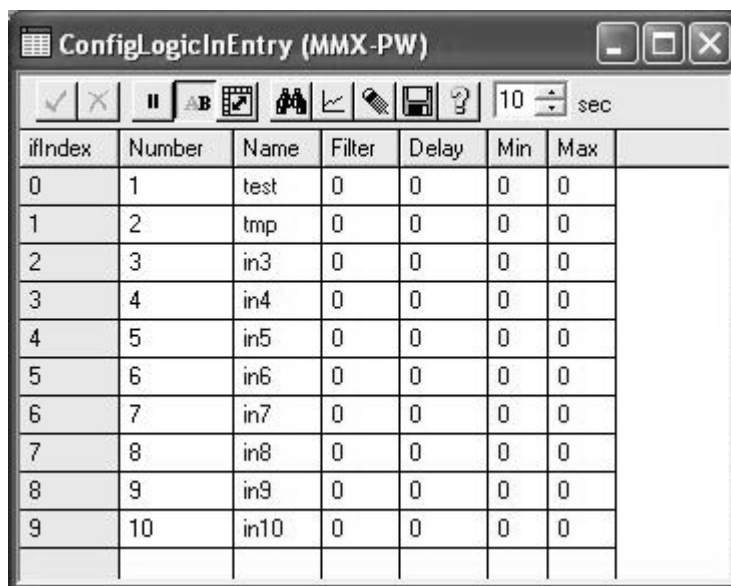 ConfigLogicInEntry (MMX-PW)
AB 10 sec
ifIndex Number Name Filter Delay Min Max
0 1 test 0 0 0 0
1 2 tmp 0 0 0 0
2 3 in3 0 0 0 0
3 4 in4 0 0 0 0
4 5 in5 0 0 0 0
5 6 in6 0 0 0 0
6 7 in7 0 0 0 0
7 8 in8 0 0 0 0
8 9 in9 0 0 0 0
9 10 in10 0 0 0 0